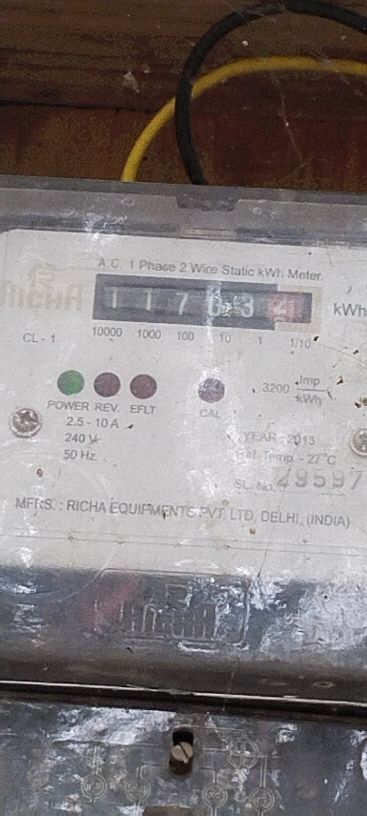 A.C. 1 Phase 2 Wire Static kWh Meter.
RICHA
1 1 7 3 kWh
CL - 1
10000 1000 100 10 1 1/10
3200 Imp/kWh
POWER REV. EFLT CAL
2.5 - 10 A
240 V
50 Hz
YEAR - 2013
Ref. Temp. - 27°C
SL. No. 29597
MFRS. : RICHA EQUIPMENTS PVT. LTD. DELHI, (INDIA)
RICHA